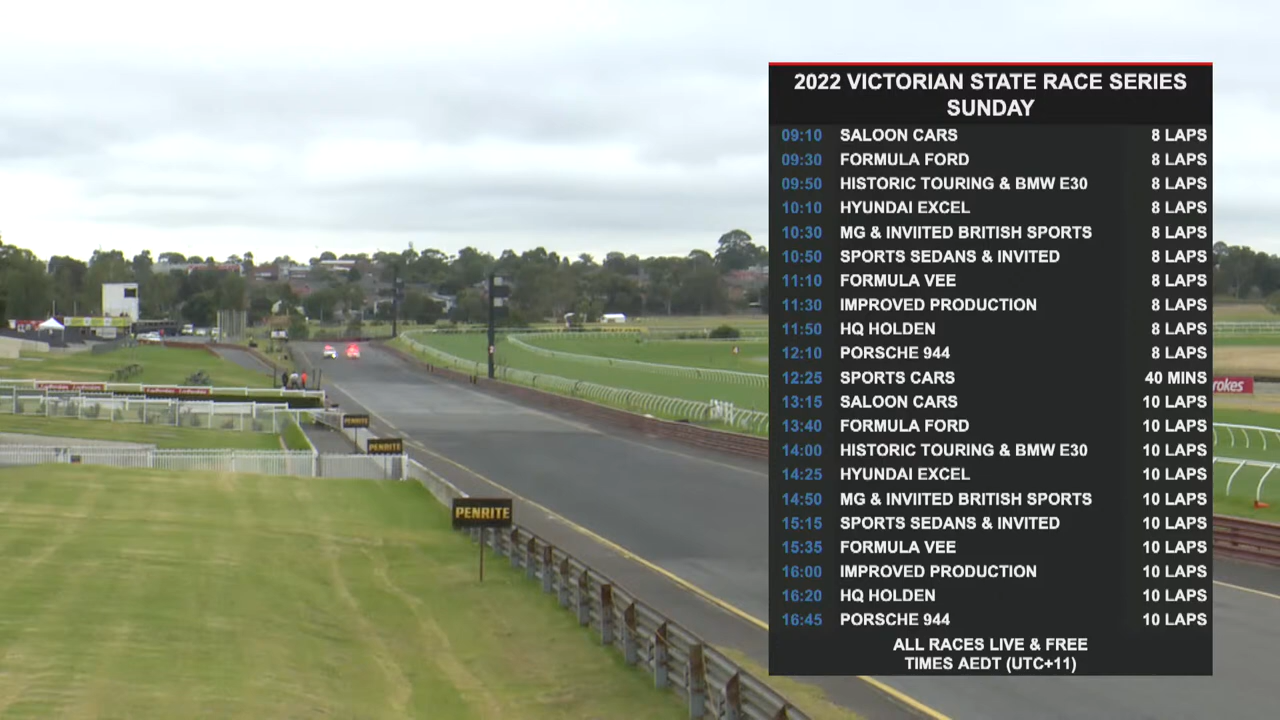 2022 VICTORIAN STATE RACE SERIES
SUNDAY
09:10 SALOON CARS 8 LAPS
09:30 FORMULA FORD 8 LAPS
09:50 HISTORIC TOURING & BMW E30 8 LAPS
10:10 HYUNDAI EXCEL 8 LAPS
10:30 MG & INVIITED BRITISH SPORTS 8 LAPS
10:50 SPORTS SEDANS & INVITED 8 LAPS
11:10 FORMULA VEE 8 LAPS
11:30 IMPROVED PRODUCTION 8 LAPS
11:50 HQ HOLDEN 8 LAPS
12:10 PORSCHE 944 8 LAPS
12:25 SPORTS CARS 40 MINS
13:15 SALOON CARS 10 LAPS
13:40 FORMULA FORD 10 LAPS
14:00 HISTORIC TOURING & BMW E30 10 LAPS
14:25 HYUNDAI EXCEL 10 LAPS
14:50 MG & INVIITED BRITISH SPORTS 10 LAPS
15:15 SPORTS SEDANS & INVITED 10 LAPS
15:35 FORMULA VEE 10 LAPS
16:00 IMPROVED PRODUCTION 10 LAPS
16:20 HQ HOLDEN 10 LAPS
16:45 PORSCHE 944 10 LAPS
ALL RACES LIVE & FREE
TIMES AEDT (UTC+11)
PENRITE
PENRITE
PENRITE